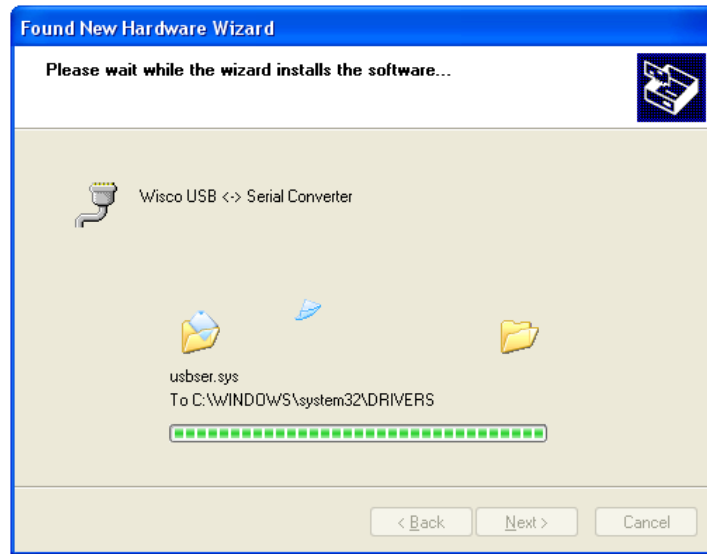 Found New Hardware Wizard
Please wait while the wizard installs the software...
Wisco USB <-> Serial Converter
usbser.sys
To C:\WINDOWS\system32\DRIVERS
< Back Next > Cancel